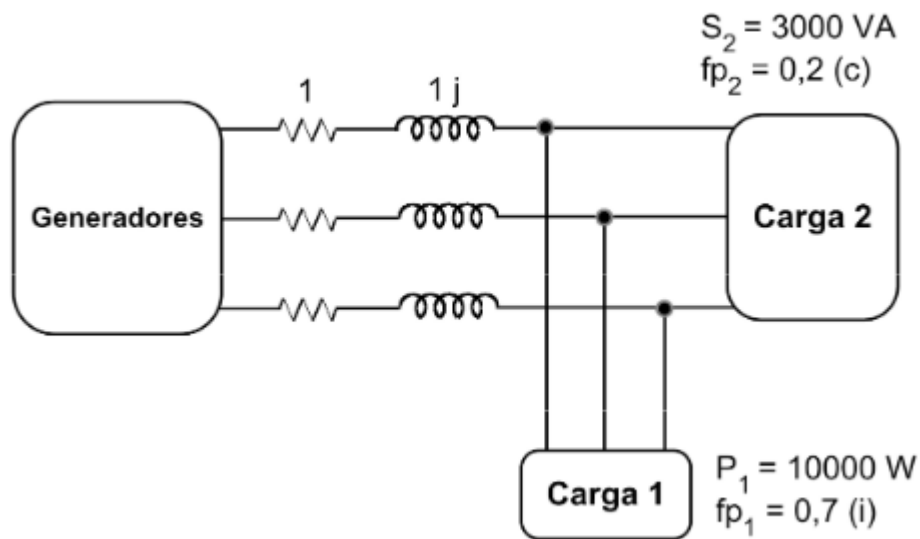 S₂ = 3000 VA
fp₂ = 0,2 (c)
1
1 j
Generadores
Carga 2
Carga 1
P₁ = 10000 W
fp₁ = 0,7 (i)